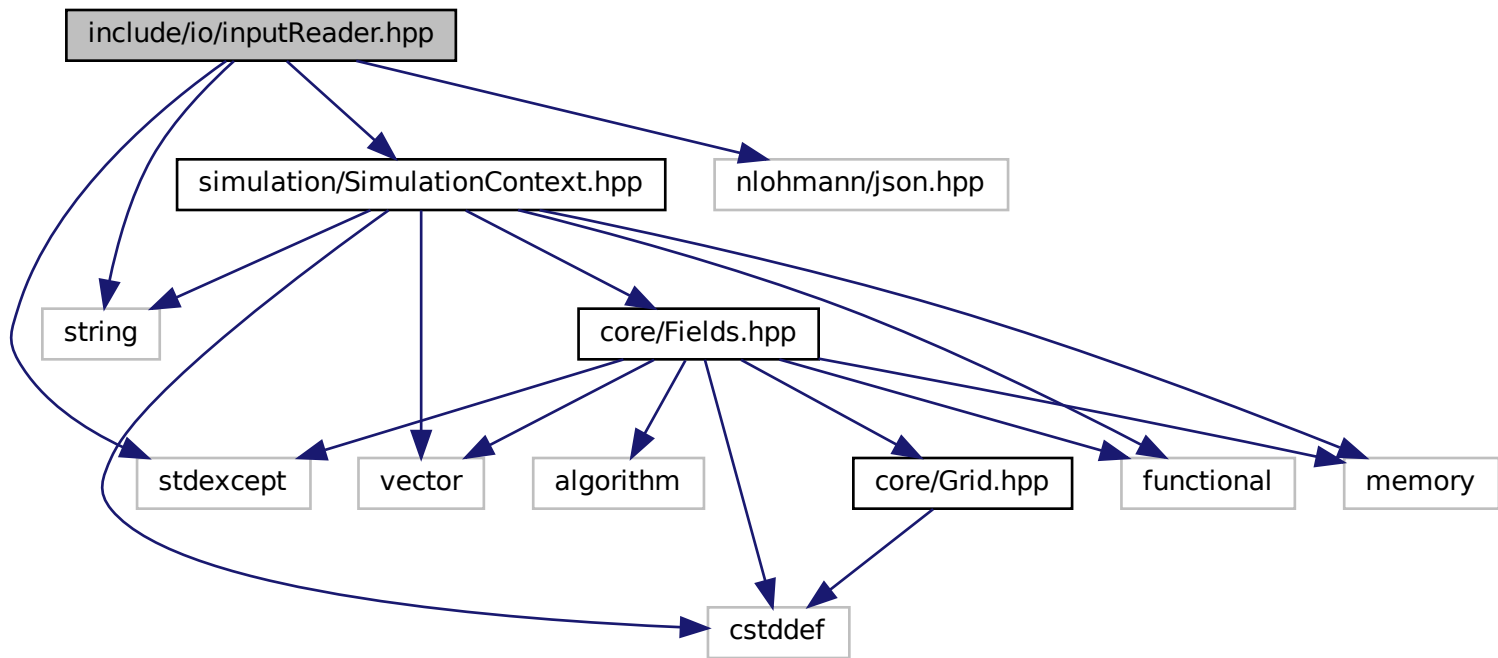 include/io/inputReader.hpp
simulation/SimulationContext.hpp
nlohmann/json.hpp
string
core/Fields.hpp
stdexcept
vector
algorithm
core/Grid.hpp
functional
memory
cstddef